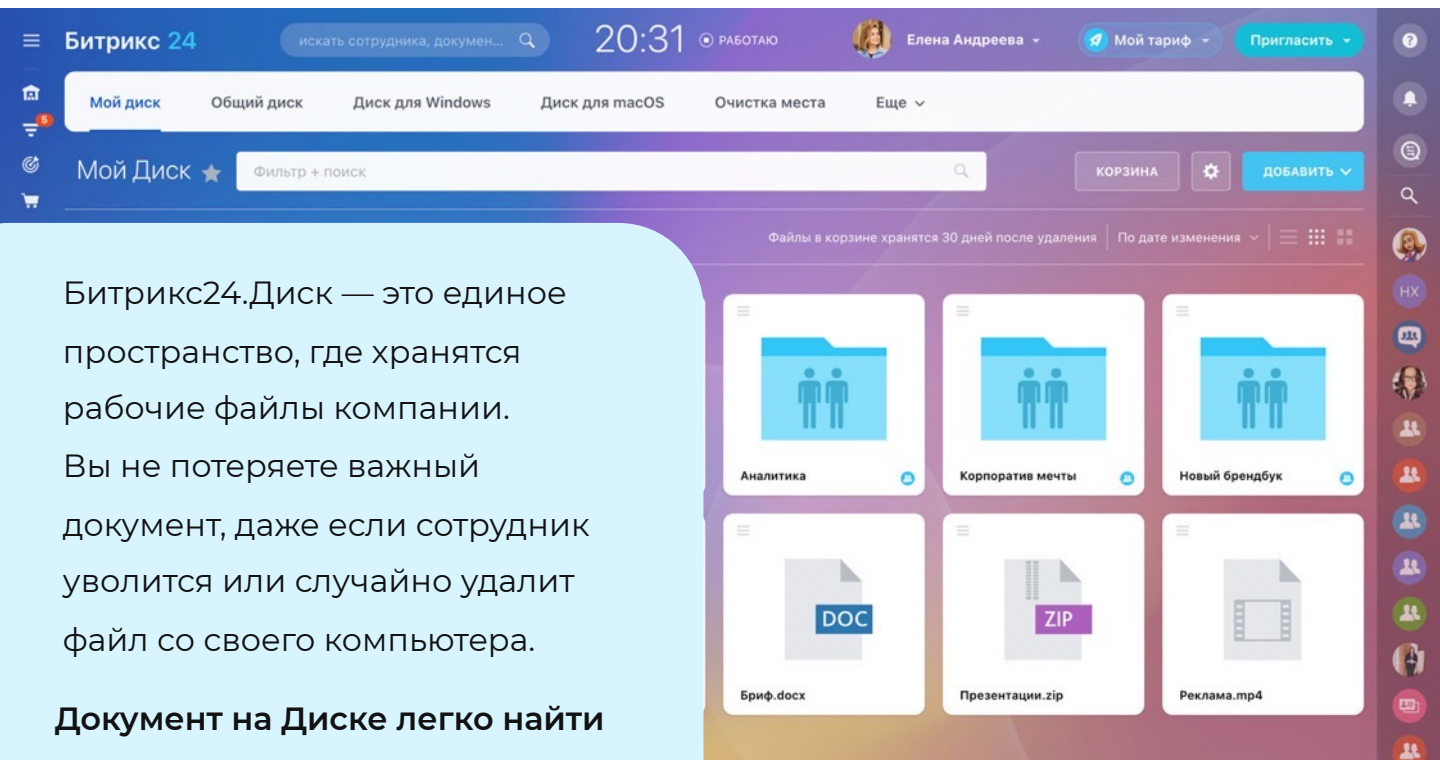 Битрикс 24
искать сотрудника, докумен...
20:31
РАБОТАЮ
Елена Андреева
Мой тариф
Пригласить
5
Мой диск
Общий диск
Диск для Windows
Диск для macOS
Очистка места
Еще
Мой Диск
Фильтр + поиск
КОРЗИНА
ДОБАВИТЬ
Файлы в корзине хранятся 30 дней после удаления
По дате изменения
НХ
Битрикс24.Диск — это единое
пространство, где хранятся
рабочие файлы компании.
Вы не потеряете важный
документ, даже если сотрудник
уволится или случайно удалит
файл со своего компьютера.
Документ на Диске легко найти
Аналитика
Корпоратив мечты
Новый брендбук
DOC
Бриф.docx
ZIP
Презентации.zip
Реклама.mp4